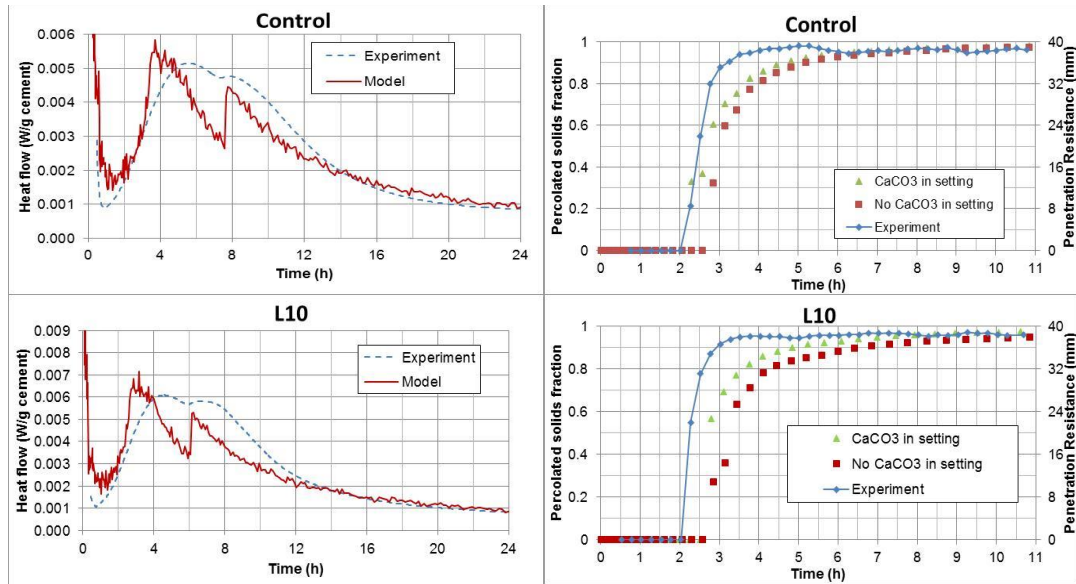 Control
Heat flow (W/g cement)
0.006
0.005
0.004
0.003
0.002
0.001
0.000
Experiment
Model
0 4 8 12 16 20 24
Time (h)
Control
Percolated solids fraction
1
0.8
0.6
0.4
0.2
0
CaCO3 in setting
No CaCO3 in setting
Experiment
40
32
24
16
8
0
Penetration Resistance (mm)
0 1 2 3 4 5 6 7 8 9 10 11
Time (h)
L10
Heat flow (W/g cement)
0.009
0.008
0.007
0.006
0.005
0.004
0.003
0.002
0.001
0.000
Experiment
Model
0 4 8 12 16 20 24
Time (h)
L10
Percolated solids fraction
1
0.8
0.6
0.4
0.2
0
CaCO3 in setting
No CaCO3 in setting
Experiment
40
32
24
16
8
0
Penetration Resistance (mm)
0 1 2 3 4 5 6 7 8 9 10 11
Time (h)